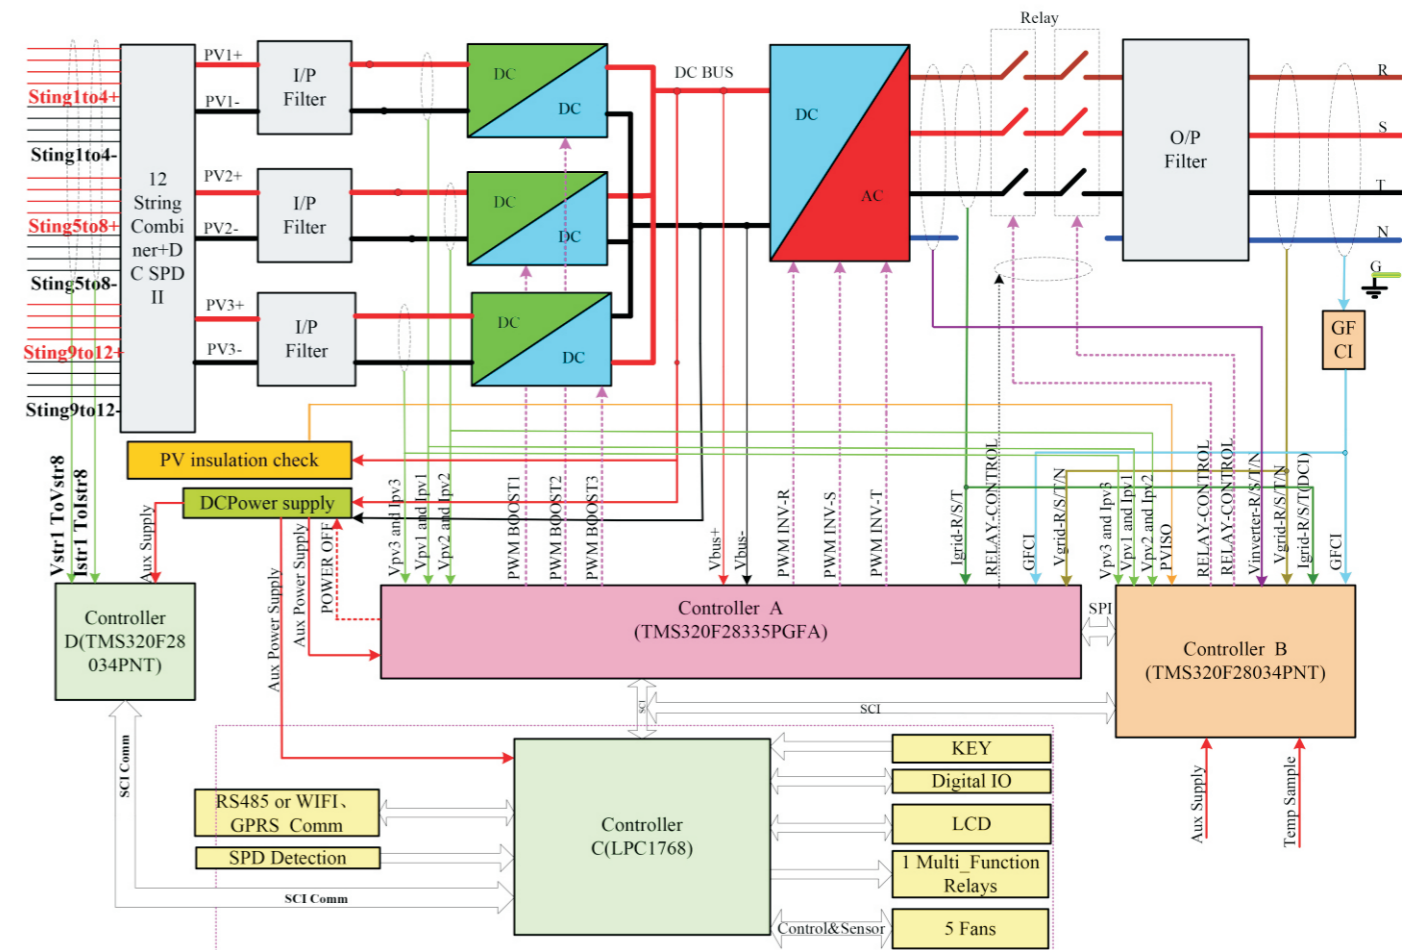 Relay
PV1+
I/P
Filter
DC
DC
PV1-
DC BUS
DC
AC
O/P
Filter
R
S
T
N
G
Sting1to4+
Sting1to4-
12
String
Combi
ner+D
C SPD
II
PV2+
I/P
Filter
DC
DC
PV2-
Sting5to8+
Sting5to8-
PV3+
I/P
Filter
DC
DC
PV3-
Sting9to12+
Sting9to12-
GF
CI
PV insulation check
DCPower supply
Vstr1 ToVstr8
Istr1 ToIstr8
Aux Supply
Aux Power Supply
Aux Power Supply
POWER OFF
Vpv3 and Ipv3
Vpv1 and Ipv1
Vpv2 and Ipv2
PWM BOOST1
PWM BOOST2
PWM BOOST3
Vbus+
Vbus-
PWM INV-R
PWM INV-S
PWM INV-T
Igrid-R/S/T
RELAY-CONTROL
GFCI
Vgrid-R/S/T/N
Vpv3 and Ipv3
Vpv1 and Ipv1
Vpv2 and Ipv2
PVISO
RELAY-CONTROL
RELAY-CONTROL
Vinverter-R/S/T/N
Vgrid-R/S/T/N
Igrid-R/S/T(DCI)
GFCI
Controller
D(TMS320F28
034PNT)
Controller A
(TMS320F28335PGFA)
SPI
Controller B
(TMS320F28034PNT)
SCI
SCI
SCI Comm
SCI Comm
Aux Supply
Temp Sample
Controller
C(LPC1768)
RS485 or WIFI、
GPRS Comm
SPD Detection
KEY
Digital IO
LCD
1 Multi_Function
Relays
Control&Sensor
5 Fans